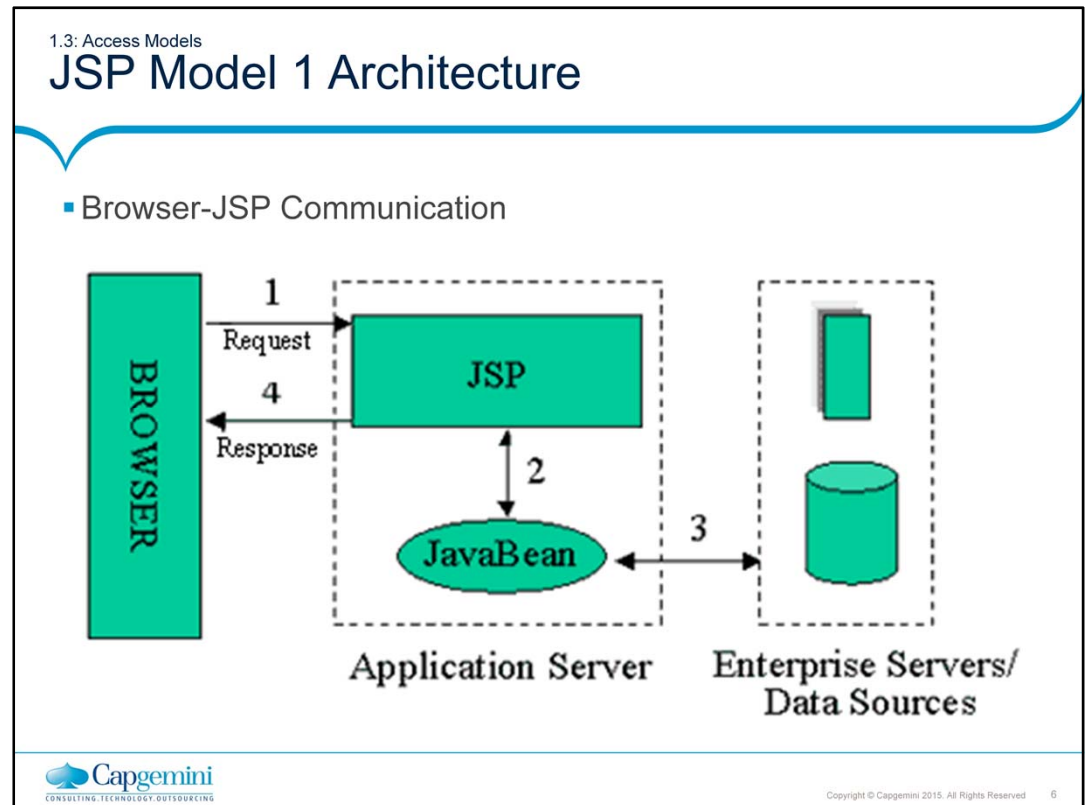 1.3: Access Models
JSP Model 1 Architecture
▪ Browser-JSP Communication
BROWSER
1
Request
4
Response
JSP
2
JavaBean
3
Application Server
Enterprise Servers/
Data Sources
Capgemini
CONSULTING.TECHNOLOGY.OUTSOURCING
Copyright © Capgemini 2015. All Rights Reserved 6